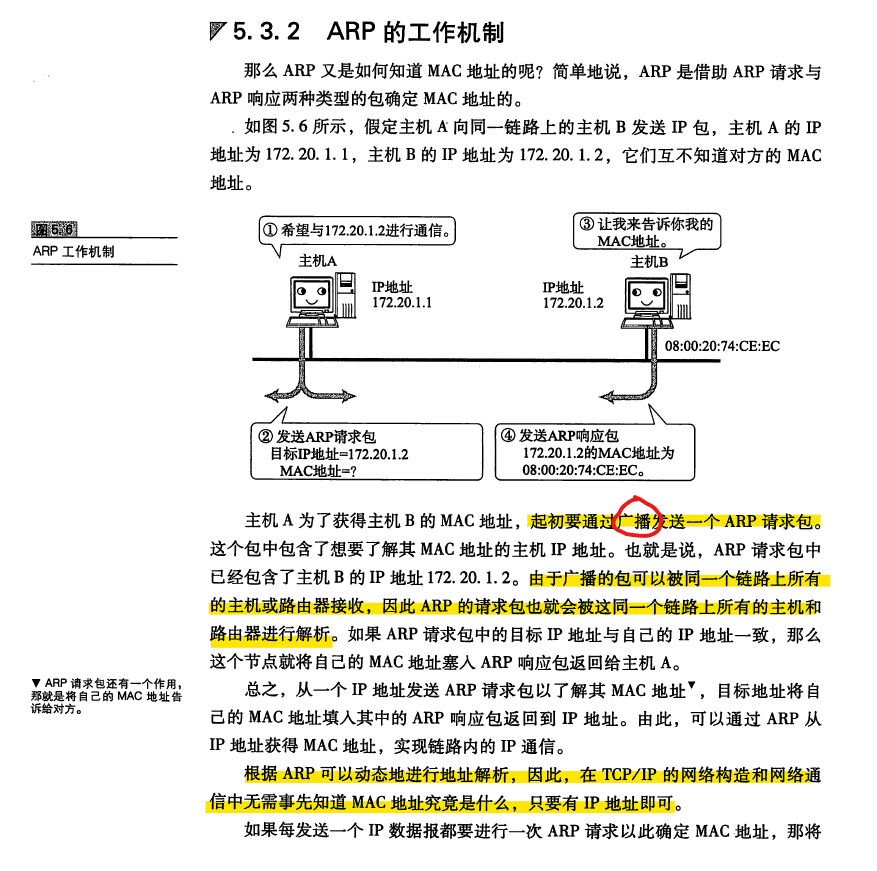 5.3.2 ARP 的工作机制
那么 ARP 又是如何知道 MAC 地址的呢？简单地说，ARP 是借助 ARP 请求与
ARP 响应两种类型的包确定 MAC 地址的。
如图 5.6 所示，假定主机 A 向同一链路上的主机 B 发送 IP 包，主机 A 的 IP
地址为 172.20.1.1，主机 B 的 IP 地址为 172.20.1.2，它们互不知道对方的 MAC
地址。
图 5.6
ARP 工作机制
① 希望与172.20.1.2进行通信。
③ 让我来告诉你我的
MAC地址。
主机A
主机B
IP地址
172.20.1.1
IP地址
172.20.1.2
08:00:20:74:CE:EC
② 发送ARP请求包
目标IP地址=172.20.1.2
MAC地址=?
④ 发送ARP响应包
172.20.1.2的MAC地址为
08:00:20:74:CE:EC。
主机 A 为了获得主机 B 的 MAC 地址，起初要通过广播发送一个 ARP 请求包。
这个包中包含了想要了解其 MAC 地址的主机 IP 地址。也就是说，ARP 请求包中
已经包含了主机 B 的 IP 地址 172.20.1.2。由于广播的包可以被同一个链路上所有
的主机或路由器接收，因此 ARP 的请求包也就会被这同一个链路上所有的主机和
路由器进行解析。如果 ARP 请求包中的目标 IP 地址与自己的 IP 地址一致，那么
这个节点就将自己的 MAC 地址塞入 ARP 响应包返回给主机 A。
▼ ARP 请求包还有一个作用，
那就是将自己的 MAC 地址告
诉给对方。
总之，从一个 IP 地址发送 ARP 请求包以了解其 MAC 地址▼，目标地址将自
己的 MAC 地址填入其中的 ARP 响应包返回到 IP 地址。由此，可以通过 ARP 从
IP 地址获得 MAC 地址，实现链路内的 IP 通信。
根据 ARP 可以动态地进行地址解析，因此，在 TCP/IP 的网络构造和网络通
信中无需事先知道 MAC 地址究竟是什么，只要有 IP 地址即可。
如果每发送一个 IP 数据报都要进行一次 ARP 请求以此确定 MAC 地址，那将